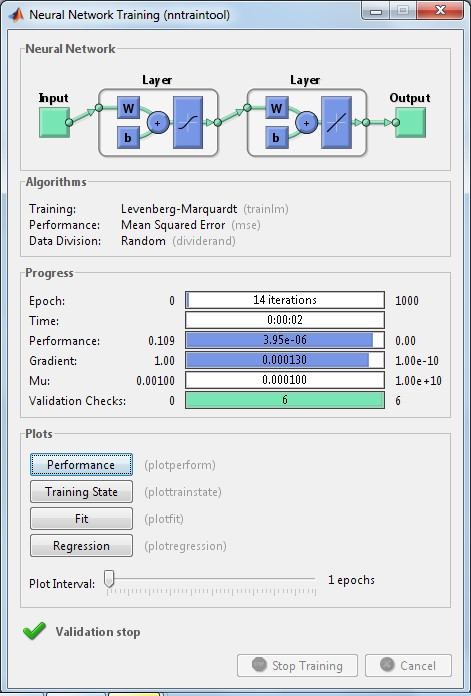 Neural Network Training (nntraintool)
Neural Network
Layer Layer
Input Output
W W
+ +
b b
Algorithms
Training: Levenberg-Marquardt (trainlm)
Performance: Mean Squared Error (mse)
Data Division: Random (dividerand)
Progress
Epoch: 0 14 iterations 1000
Time: 0:00:02
Performance: 0.109 3.95e-06 0.00
Gradient: 1.00 0.000130 1.00e-10
Mu: 0.00100 0.000100 1.00e+10
Validation Checks: 0 6 6
Plots
Performance (plotperform)
Training State (plottrainstate)
Fit (plotfit)
Regression (plotregression)
Plot Interval: 1 epochs
Validation stop
Stop Training Cancel